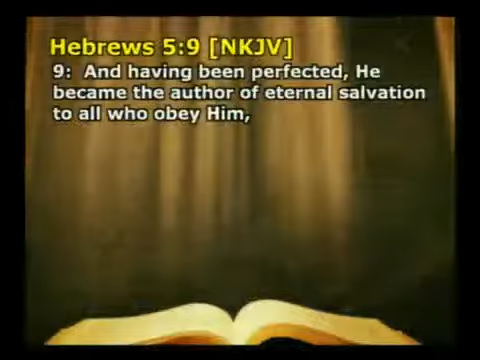 Hebrews 5:9 [NKJV]
9: And having been perfected, He
became the author of eternal salvation
to all who obey Him,